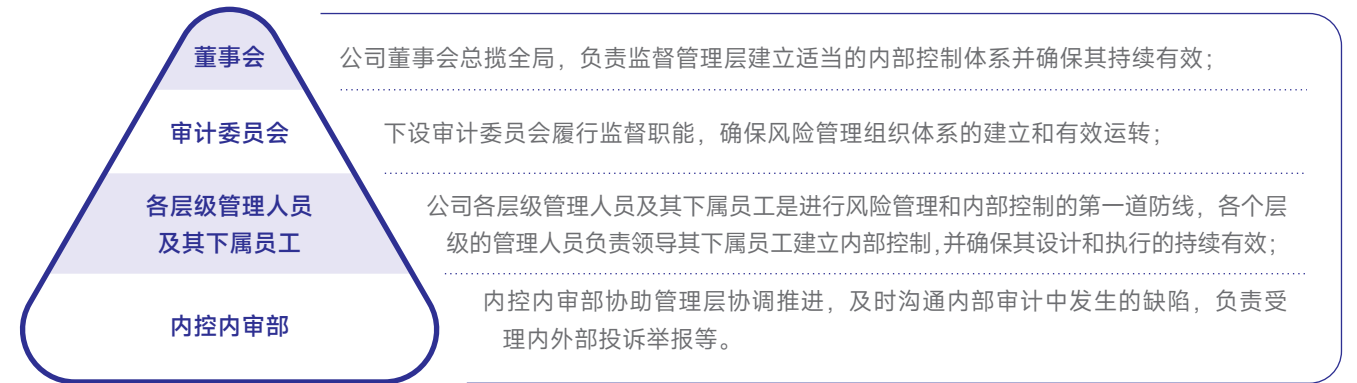 董事会
公司董事会总揽全局，负责监督管理层建立适当的内部控制体系并确保其持续有效；
审计委员会
下设审计委员会履行监督职能，确保风险管理组织体系的建立和有效运转；
各层级管理人员
及其下属员工
公司各层级管理人员及其下属员工是进行风险管理和内部控制的第一道防线，各个层
级的管理人员负责领导其下属员工建立内部控制，并确保其设计和执行的持续有效；
内控内审部
内控内审部协助管理层协调推进，及时沟通内部审计中发生的缺陷，负责受
理内外部投诉举报等。